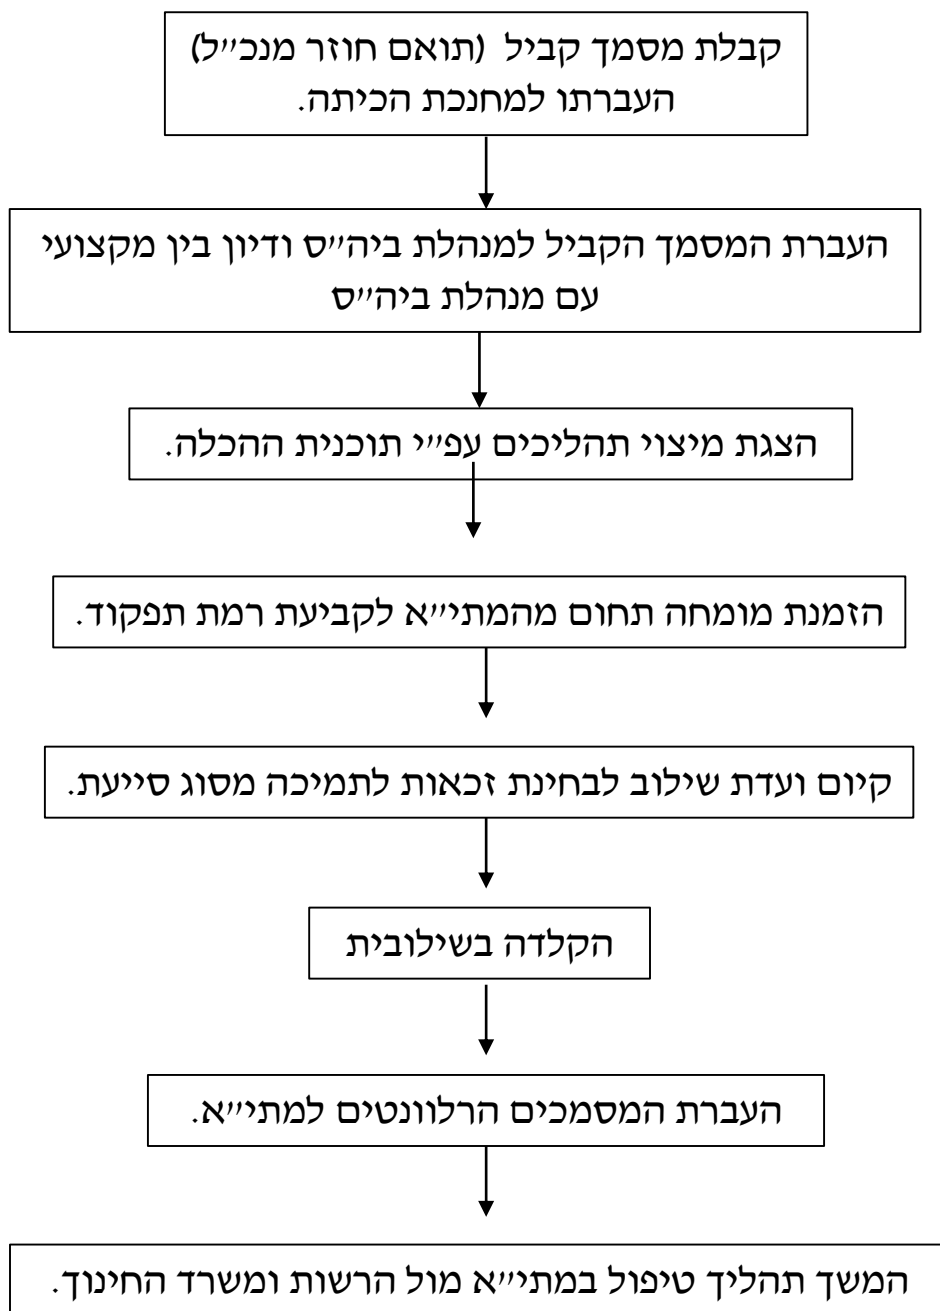 קבלת מסמך קביל (תואם חוזר מנכ״ל)
העברתו למחנכת הכיתה.
העברת המסמך הקביל למנהלת ביה״ס ודיון בין מקצועי
עם מנהלת ביה״ס
הצגת מיצוי תהליכים עפ״י תוכנית ההכלה.
הזמנת מומחה תחום מהמתי״א לקביעת רמת תפקוד.
קיום ועדת שילוב לבחינת זכאות לתמיכה מסוג סייעת.
הקלדה בשילובית
העברת המסמכים הרלוונטים למתי״א.
המשך תהליך טיפול במתי״א מול הרשות ומשרד החינוך.